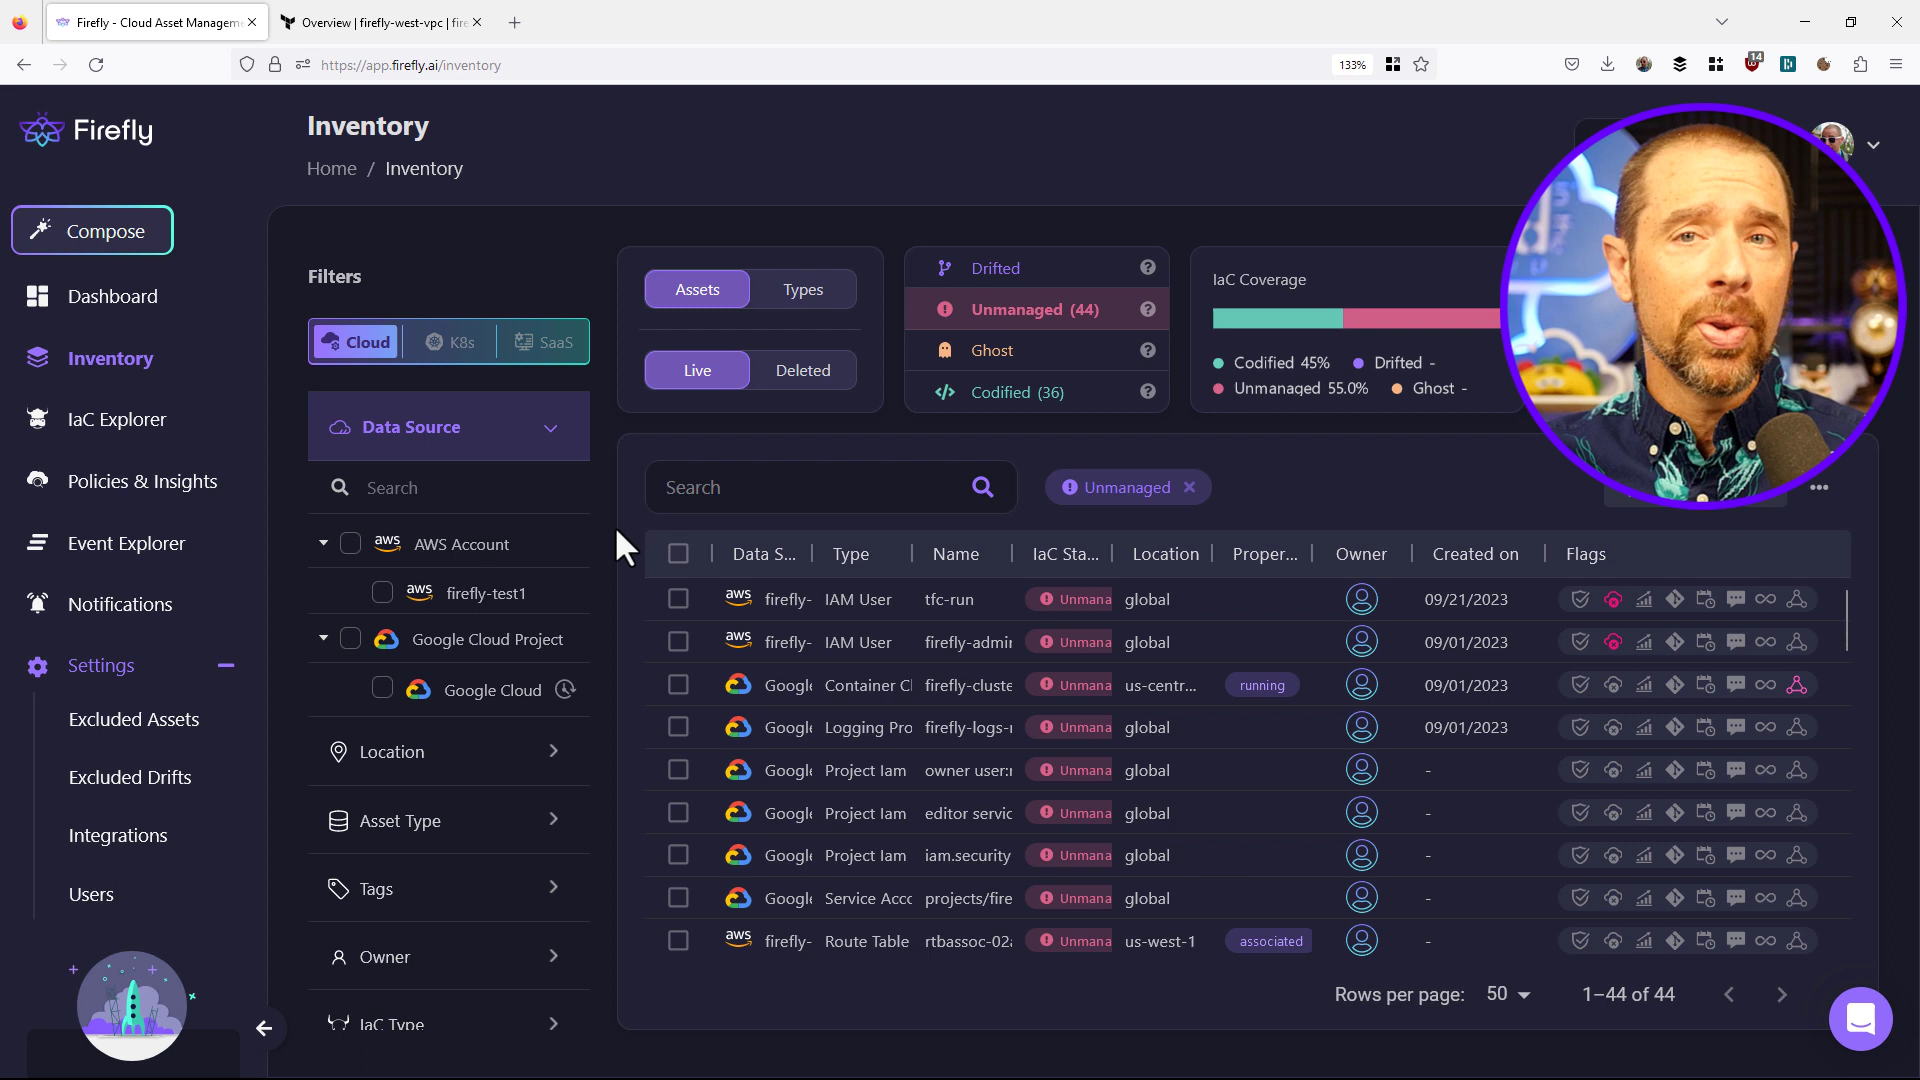 Firefly - Cloud Asset Managem
Overview | firefly-west-vpc | fire
https://app.firefly.ai/inventory
133%
14
Firefly
Inventory
Home / Inventory
Compose
Dashboard
Inventory
IaC Explorer
Policies & Insights
Event Explorer
Notifications
Settings
Excluded Assets
Excluded Drifts
Integrations
Users
Filters
Cloud K8s SaaS
Data Source
Search
aws AWS Account
aws firefly-test1
Google Cloud Project
Google Cloud
Location
Asset Type
Tags
Owner
IaC Type
Assets Types
Live Deleted
Drifted ?
Unmanaged (44) ?
Ghost ?
Codified (36) ?
IaC Coverage
Codified 45% Drifted -
Unmanaged 55.0% Ghost -
Search
Unmanaged
Data S... Type Name IaC Sta... Location Proper... Owner Created on Flags
aws firefly- IAM User tfc-run Unmana global 09/21/2023
aws firefly- IAM User firefly-admin Unmana global 09/01/2023
Google Container Cl firefly-cluste Unmana us-centr... running 09/01/2023
Google Logging Pro firefly-logs- Unmana global 09/01/2023
Google Project Iam owner user: Unmana global -
Google Project Iam editor servic Unmana global -
Google Project Iam iam.security Unmana global -
Google Service Acco projects/fire Unmana global -
aws firefly- Route Table rtbassoc-02 Unmana us-west-1 associated -
Rows per page: 50 1–44 of 44